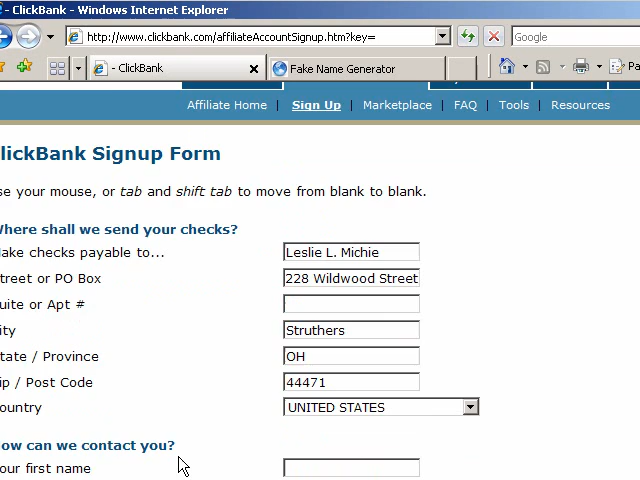 - ClickBank - Windows Internet Explorer
http://www.clickbank.com/affiliateAccountSignup.htm?key=
Google
- ClickBank
Fake Name Generator
Pa
Affiliate Home | Sign Up | Marketplace | FAQ | Tools | Resources
lickBank Signup Form
se your mouse, or tab and shift tab to move from blank to blank.
Where shall we send your checks?
ake checks payable to... Leslie L. Michie
treet or PO Box 228 Wildwood Street
uite or Apt #
ity Struthers
tate / Province OH
ip / Post Code 44471
ountry UNITED STATES
ow can we contact you?
our first name